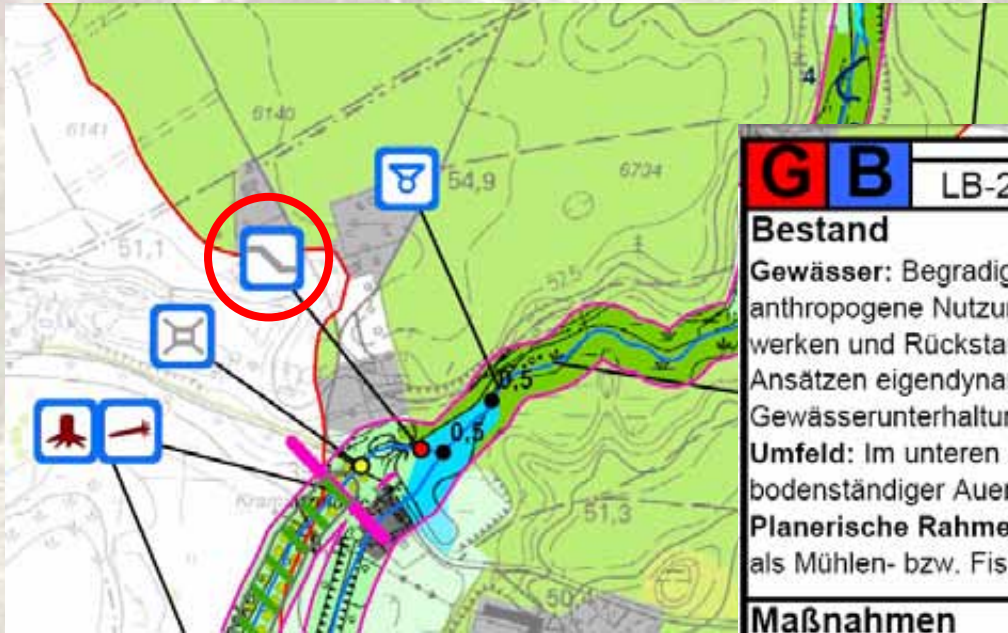 6141
6140
54,9
6734
51,1
52,5
0,5
0,5
51,3
4
G B LB-2
Bestand
Gewässer: Begradig
anthropogene Nutzu
werken und Rücksta
Ansätzen eigendyna
Gewässerunterhaltu
Umfeld: Im unteren
bodenständiger Auer
Planerische Rahme
als Mühlen- bzw. Fis
Maßnahmen